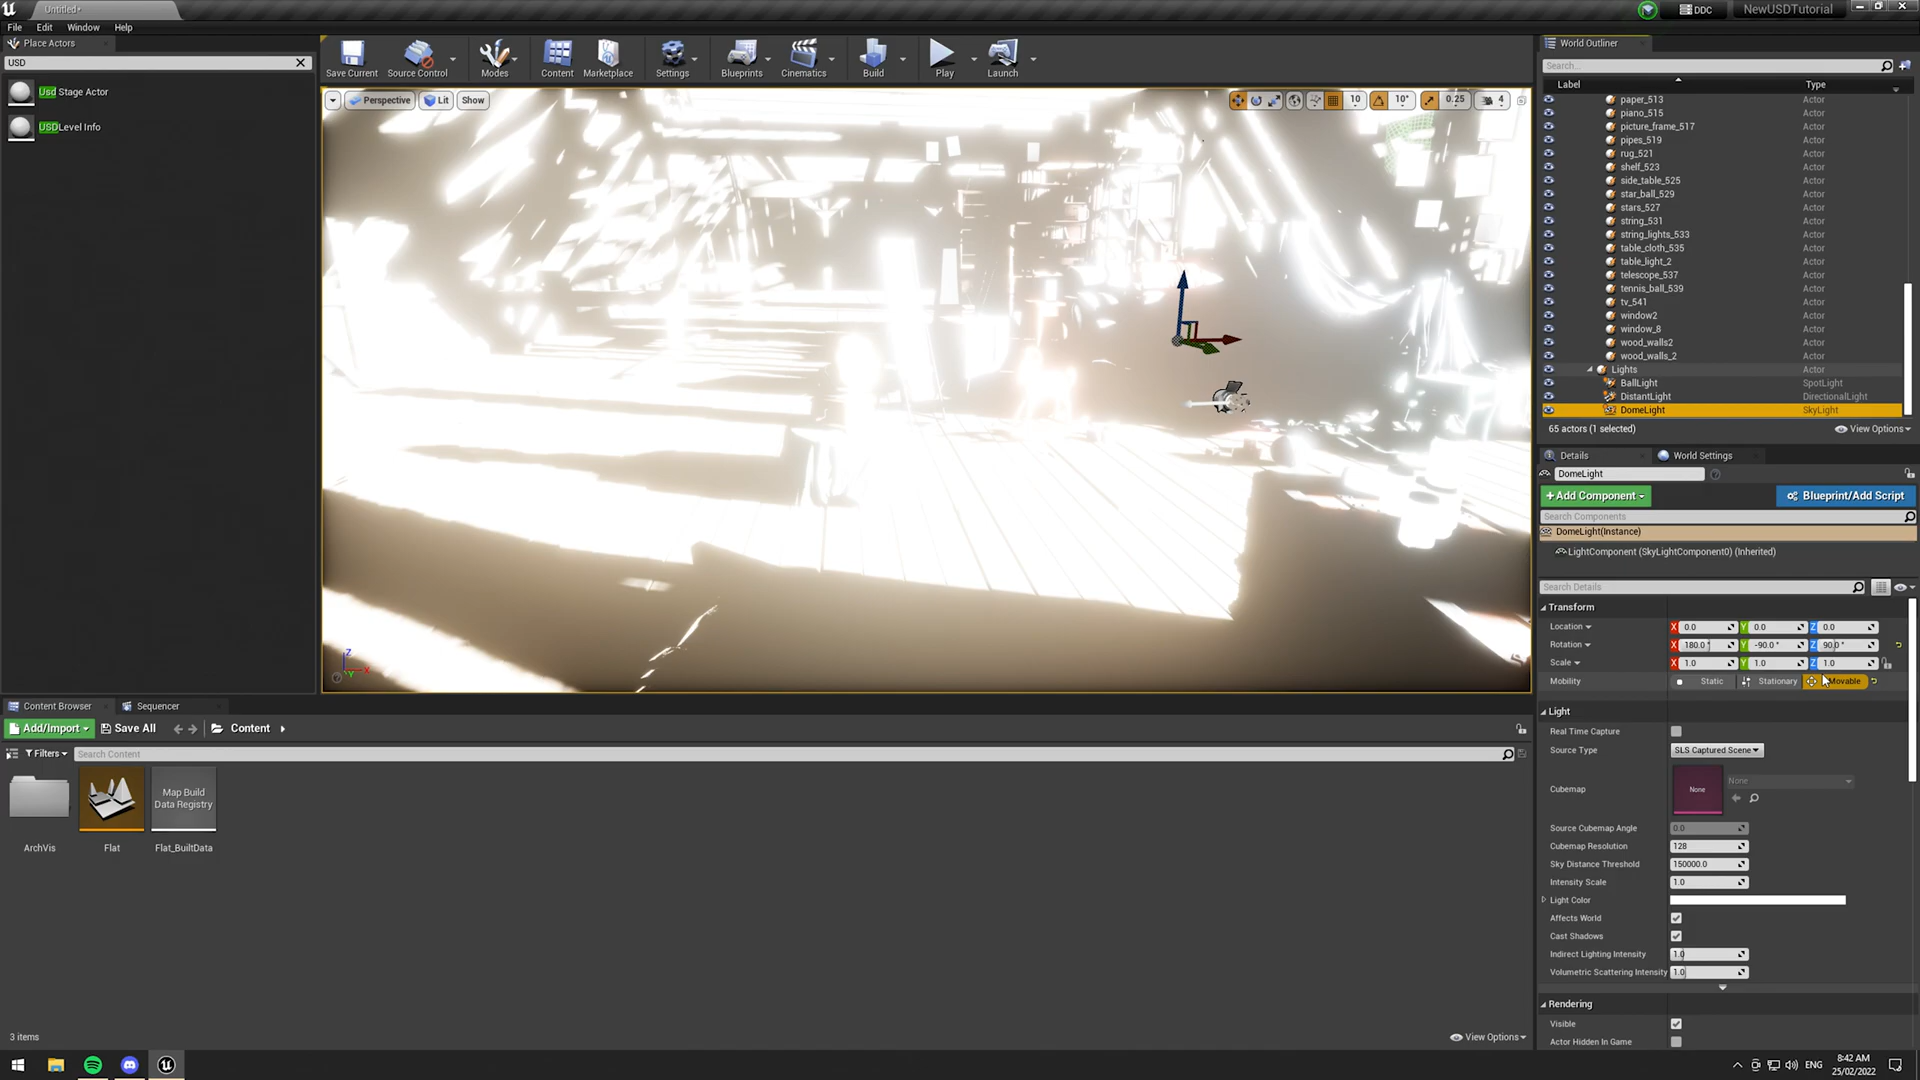 Untitled•
DDC
NewUSDTutorial
File Edit Window Help
Place Actors
USD
Usd Stage Actor
USDLevel Info
Save Current
Source Control
Modes
Content
Marketplace
Settings
Blueprints
Cinematics
Build
Play
Launch
Perspective
Lit
Show
10
10°
0.25
4
Z
X
Y
World Outliner
Search...
Label Type
paper_513 Actor
piano_515 Actor
picture_frame_517 Actor
pipes_519 Actor
rug_521 Actor
shelf_523 Actor
side_table_525 Actor
star_ball_529 Actor
stars_527 Actor
string_531 Actor
string_lights_533 Actor
table_cloth_535 Actor
table_light_2 Actor
telescope_537 Actor
tennis_ball_539 Actor
tv_541 Actor
window2 Actor
window_8 Actor
wood_walls2 Actor
wood_walls_2 Actor
Lights Actor
BallLight SpotLight
DistantLight DirectionalLight
DomeLight SkyLight
65 actors (1 selected)
View Options
Details
World Settings
DomeLight
+Add Component
Blueprint/Add Script
Search Components
DomeLight(Instance)
LightComponent (SkyLightComponent0) (Inherited)
Search Details
Transform
Location X 0.0 Y 0.0 Z 0.0
Rotation X 180.0 ° Y -90.0 ° Z 90.0 °
Scale X 1.0 Y 1.0 Z 1.0
Mobility Static Stationary Movable
Light
Real Time Capture
Source Type SLS Captured Scene
Cubemap None None
Source Cubemap Angle 0.0
Cubemap Resolution 128
Sky Distance Threshold 150000.0
Intensity Scale 1.0
Light Color
Affects World
Cast Shadows
Indirect Lighting Intensity 1.0
Volumetric Scattering Intensity 1.0
Rendering
Visible
Actor Hidden In Game
Content Browser
Sequencer
Add/Import
Save All
Content
Filters
Search Content
Map Build
Data Registry
ArchVis
Flat
Flat_BuiltData
3 items
View Options
ENG
8:42 AM
25/02/2022